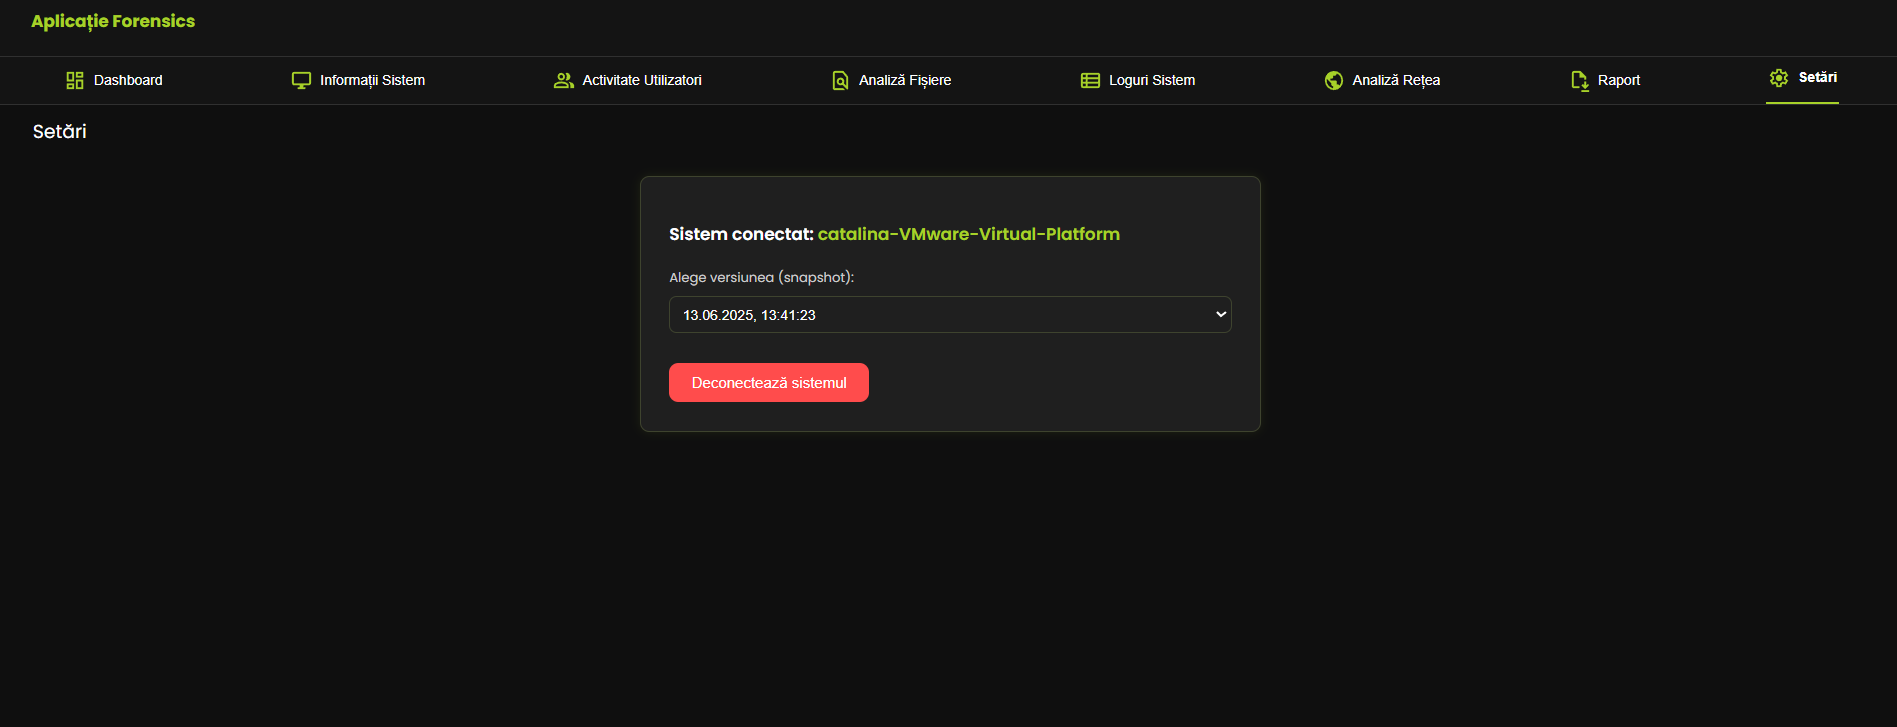 Aplicație Forensics
Dashboard
Informații Sistem
Activitate Utilizatori
Analiză Fișiere
Loguri Sistem
Analiză Rețea
Raport
Setări
Setări
Sistem conectat: catalina-VMware-Virtual-Platform
Alege versiunea (snapshot):
13.06.2025, 13:41:23
Deconectează sistemul